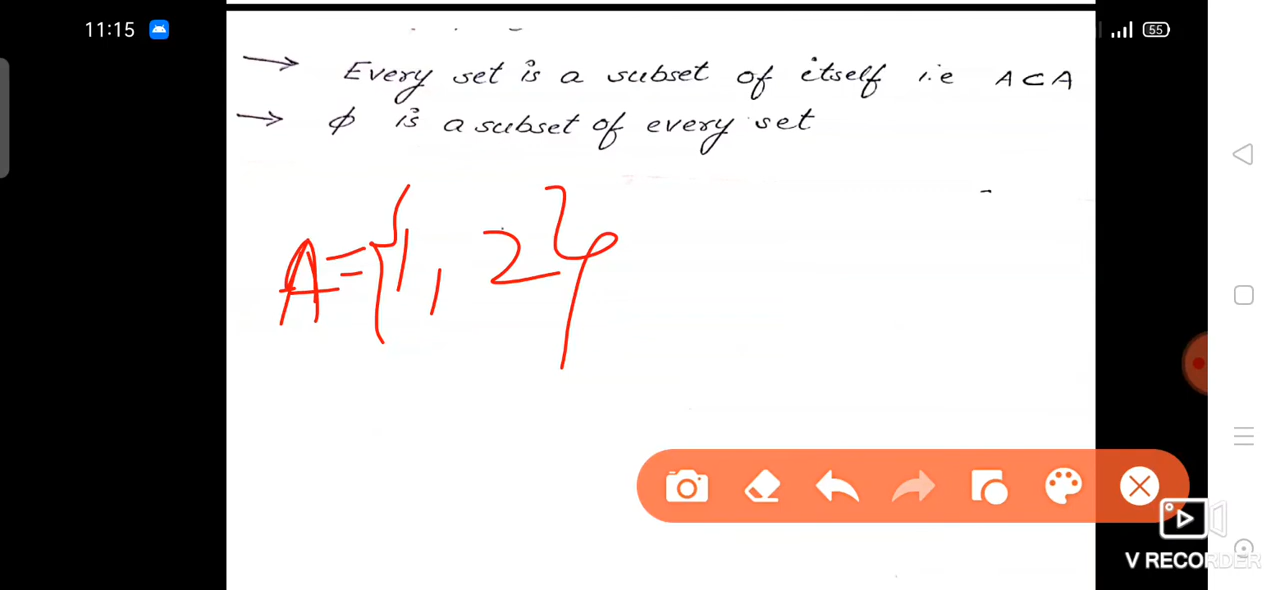 11:15
55
→ Every set is a subset of itself i.e A ⊂ A
→ ϕ is a subset of every set
A = {1, 2}
V RECORDER